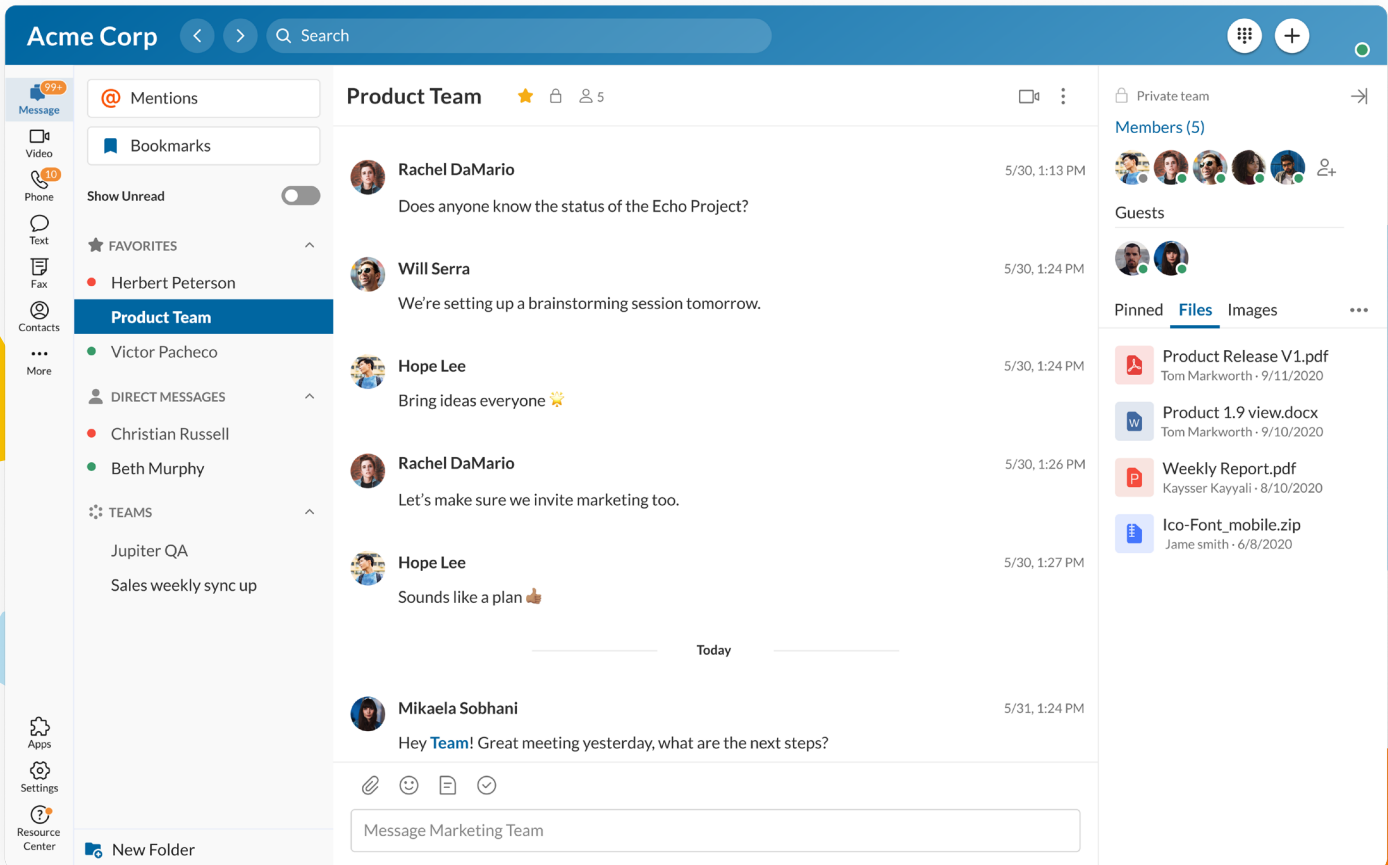 Acme Corp
Search
99+
Message
Video
10
Phone
Text
Fax
Contacts
More
Apps
Settings
Resource
Center
Mentions
Bookmarks
Show Unread
FAVORITES
Herbert Peterson
Product Team
Victor Pacheco
DIRECT MESSAGES
Christian Russell
Beth Murphy
TEAMS
Jupiter QA
Sales weekly sync up
New Folder
Product Team 5
Rachel DaMario 5/30, 1:13 PM
Does anyone know the status of the Echo Project?
Will Serra 5/30, 1:24 PM
We’re setting up a brainstorming session tomorrow.
Hope Lee 5/30, 1:24 PM
Bring ideas everyone 🌟
Rachel DaMario 5/30, 1:26 PM
Let’s make sure we invite marketing too.
Hope Lee 5/30, 1:27 PM
Sounds like a plan 👍🏽
Today
Mikaela Sobhani 5/31, 1:24 PM
Hey Team! Great meeting yesterday, what are the next steps?
Message Marketing Team
Private team
Members (5)
Guests
Pinned Files Images
Product Release V1.pdf
Tom Markworth · 9/11/2020
W
Product 1.9 view.docx
Tom Markworth · 9/10/2020
P
Weekly Report.pdf
Kaysser Kayyali · 8/10/2020
Ico-Font_mobile.zip
Jame smith · 6/8/2020